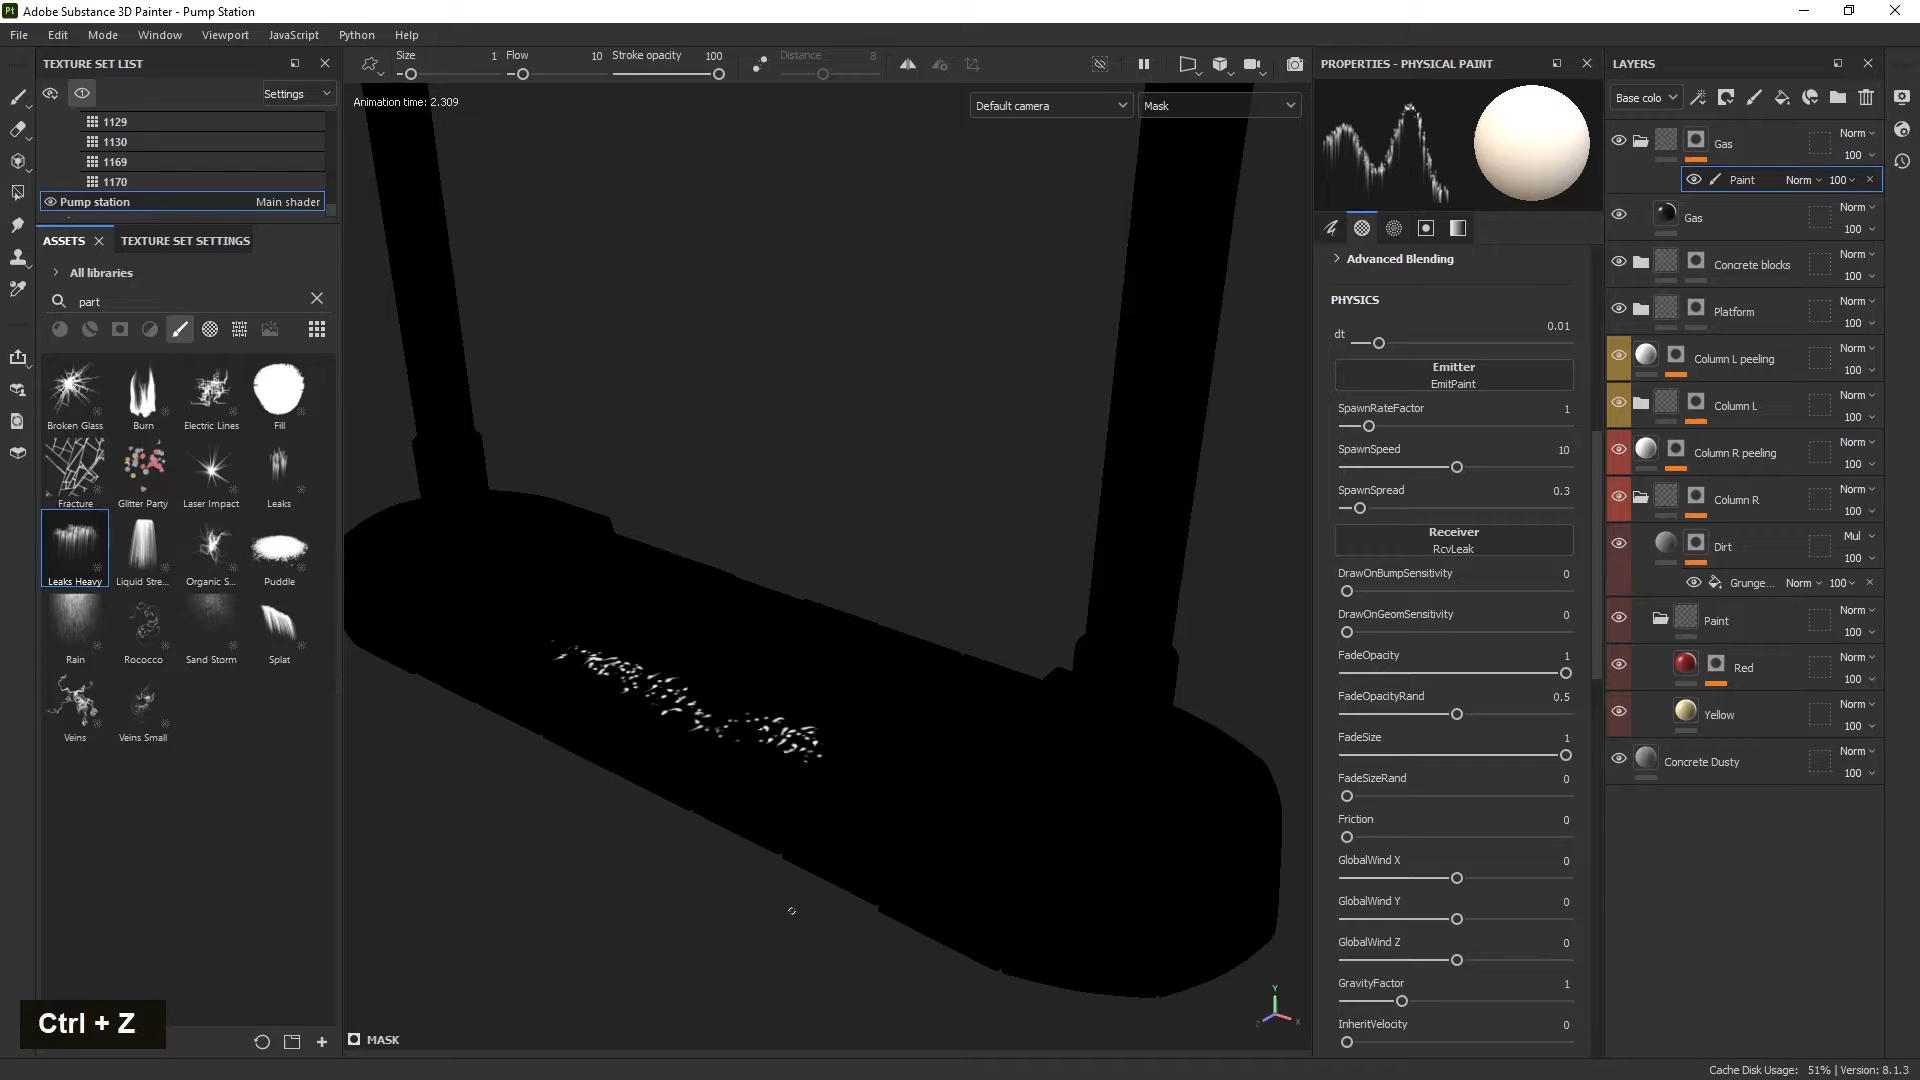 Adobe Substance 3D Painter - Pump Station
File Edit Mode Window Viewport JavaScript Python Help
TEXTURE SET LIST
Settings
1129
1130
1169
1170
Pump station Main shader
ASSETS TEXTURE SET SETTINGS
All libraries
part
Broken Glass Burn Electric Lines Fill
Fracture Glitter Party Laser Impact Leaks
Leaks Heavy Liquid Stre... Organic S... Puddle
Rain Rococco Sand Storm Splat
Veins Veins Small
Ctrl + Z
Size 1 Flow 10 Stroke opacity 100 Distance 8
Animation time: 2.309
Default camera Mask
MASK
Y
X
Z
PROPERTIES - PHYSICAL PAINT
Advanced Blending
PHYSICS
dt 0.01
Emitter
EmitPaint
SpawnRateFactor 1
SpawnSpeed 10
SpawnSpread 0.3
Receiver
RcvLeak
DrawOnBumpSensitivity 0
DrawOnGeomSensitivity 0
FadeOpacity 1
FadeOpacityRand 0.5
FadeSize 1
FadeSizeRand 0
Friction 0
GlobalWind X 0
GlobalWind Y 0
GlobalWind Z 0
GravityFactor 1
InheritVelocity 0
LAYERS
Base colo
Gas Norm 100
Paint Norm 100
Gas Norm 100
Concrete blocks Norm 100
Platform Norm 100
Column L peeling Norm 100
Column L Norm 100
Column R peeling Norm 100
Column R Norm 100
Dirt Mul 100
Grunge... Norm 100
Paint Norm 100
Red Norm 100
Yellow Norm 100
Concrete Dusty Norm 100
Cache Disk Usage: 51% | Version: 8.1.3